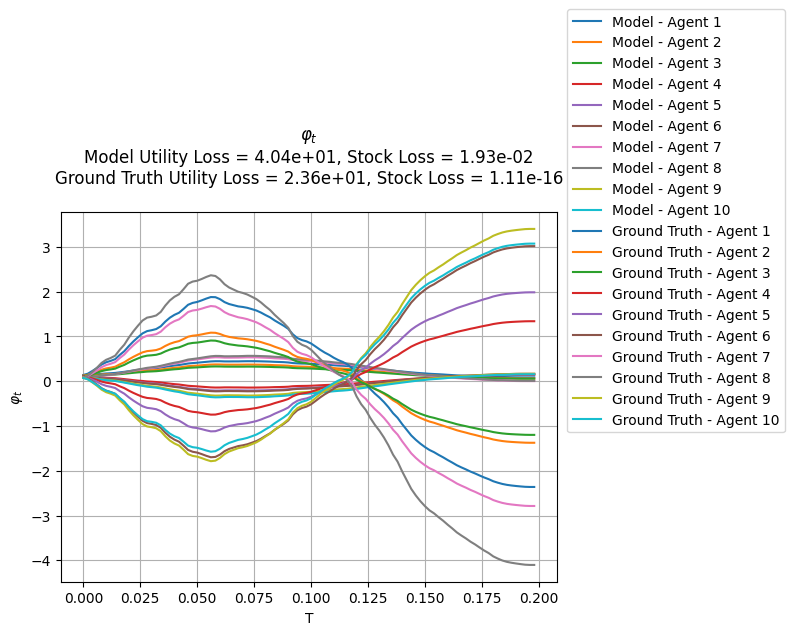 φt
Model Utility Loss = 4.04e+01, Stock Loss = 1.93e-02
Ground Truth Utility Loss = 2.36e+01, Stock Loss = 1.11e-16
Model - Agent 1
Model - Agent 2
Model - Agent 3
Model - Agent 4
Model - Agent 5
Model - Agent 6
Model - Agent 7
Model - Agent 8
Model - Agent 9
Model - Agent 10
Ground Truth - Agent 1
Ground Truth - Agent 2
Ground Truth - Agent 3
Ground Truth - Agent 4
Ground Truth - Agent 5
Ground Truth - Agent 6
Ground Truth - Agent 7
Ground Truth - Agent 8
Ground Truth - Agent 9
Ground Truth - Agent 10
φt
3
2
1
0
−1
−2
−3
−4
0.000 0.025 0.050 0.075 0.100 0.125 0.150 0.175 0.200
T